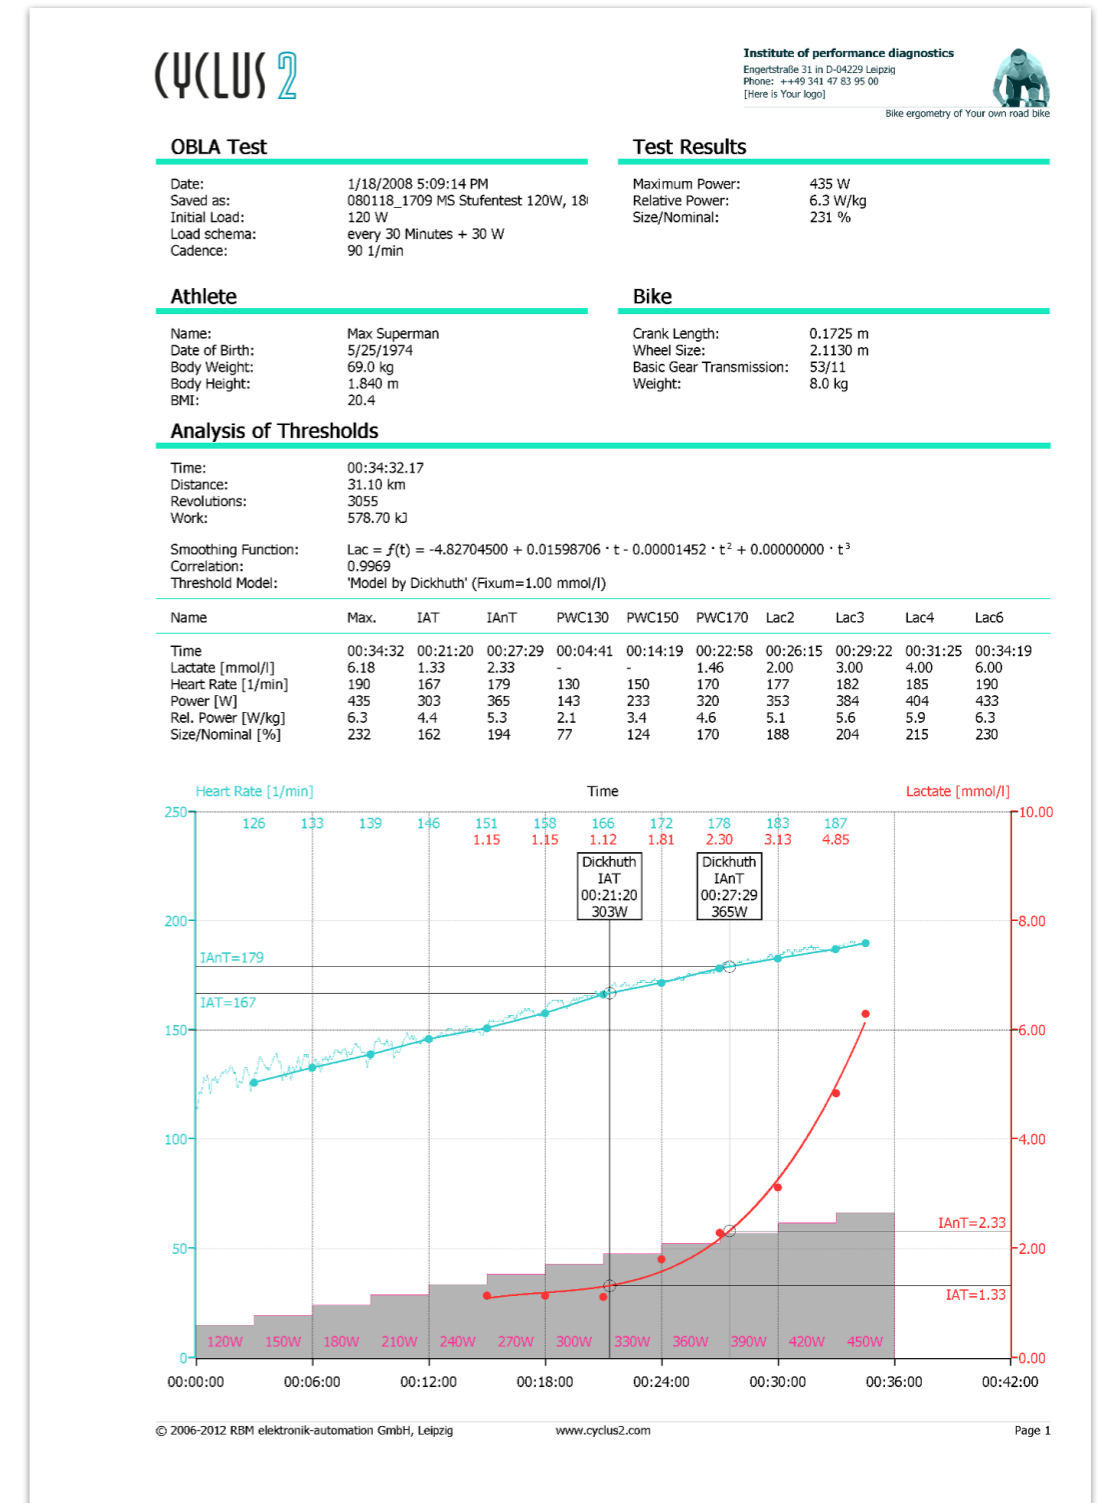 CYCLUS 2
Institute of performance diagnostics
Engertstraße 31 in D-04229 Leipzig
Phone: ++49 341 47 83 95 00
[Here is Your logo]
Bike ergometry of Your own road bike
OBLA Test
Date: 1/18/2008 5:09:14 PM
Saved as: 080118_1709 MS Stufentest 120W, 18
Initial Load: 120 W
Load schema: every 30 Minutes + 30 W
Cadence: 90 1/min
Test Results
Maximum Power: 435 W
Relative Power: 6.3 W/kg
Size/Nominal: 231 %
Athlete
Name: Max Superman
Date of Birth: 5/25/1974
Body Weight: 69.0 kg
Body Height: 1.840 m
BMI: 20.4
Bike
Crank Length: 0.1725 m
Wheel Size: 2.1130 m
Basic Gear Transmission: 53/11
Weight: 8.0 kg
Analysis of Thresholds
Time: 00:34:32.17
Distance: 31.10 km
Revolutions: 3055
Work: 578.70 kJ
Smoothing Function: Lac = ƒ(t) = -4.82704500 + 0.01598706 · t - 0.00001452 · t² + 0.00000000 · t³
Correlation: 0.9969
Threshold Model: 'Model by Dickhuth' (Fixum=1.00 mmol/l)
Name Max. IAT IAnT PWC130 PWC150 PWC170 Lac2 Lac3 Lac4 Lac6
Time 00:34:32 00:21:20 00:27:29 00:04:41 00:14:19 00:22:58 00:26:15 00:29:22 00:31:25 00:34:19
Lactate [mmol/l] 6.18 1.33 2.33 - - 1.46 2.00 3.00 4.00 6.00
Heart Rate [1/min] 190 167 179 130 150 170 177 182 185 190
Power [W] 435 303 365 143 233 320 353 384 404 433
Rel. Power [W/kg] 6.3 4.4 5.3 2.1 3.4 4.6 5.1 5.6 5.9 6.3
Size/Nominal [%] 232 162 194 77 124 170 188 204 215 230
Heart Rate [1/min] Time Lactate [mmol/l]
250 10.00
126 133 139 146 151 158 166 172 178 183 187
1.15 1.15 1.12 1.81 2.30 3.13 4.85
Dickhuth
IAT
00:21:20
303W
Dickhuth
IAnT
00:27:29
365W
200 8.00
IAnT=179
IAT=167
150 6.00
100 4.00
IAnT=2.33
50 2.00
IAT=1.33
120W 150W 180W 210W 240W 270W 300W 330W 360W 390W 420W 450W
0 0.00
00:00:00 00:06:00 00:12:00 00:18:00 00:24:00 00:30:00 00:36:00 00:42:00
© 2006-2012 RBM elektronik-automation GmbH, Leipzig www.cyclus2.com Page 1